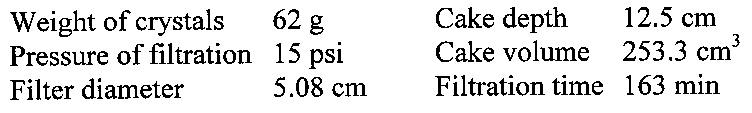 Weight of crystals 62 g Cake depth 12.5 cm
Pressure of filtration 15 psi Cake volume 253.3 cm³
Filter diameter 5.08 cm Filtration time 163 min